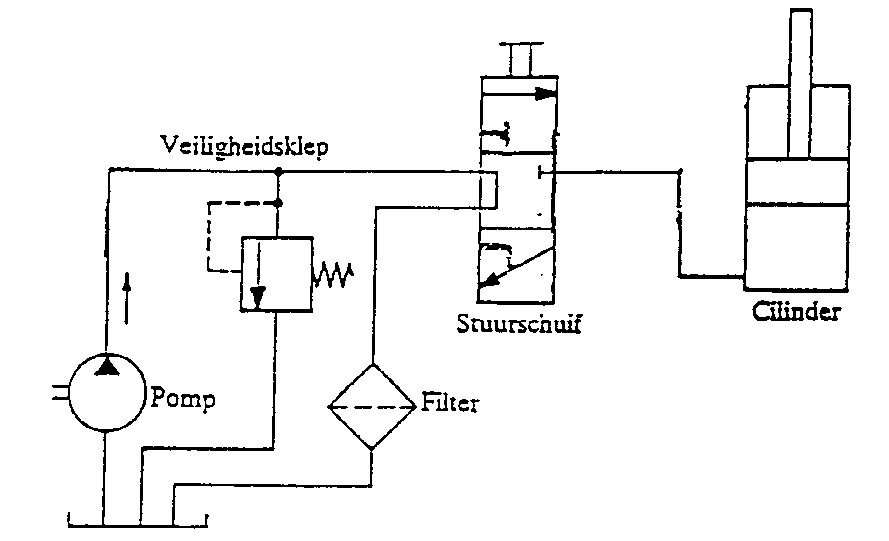 Veiligheidsklep
Stuurschuif
Cilinder
Pomp
Filter